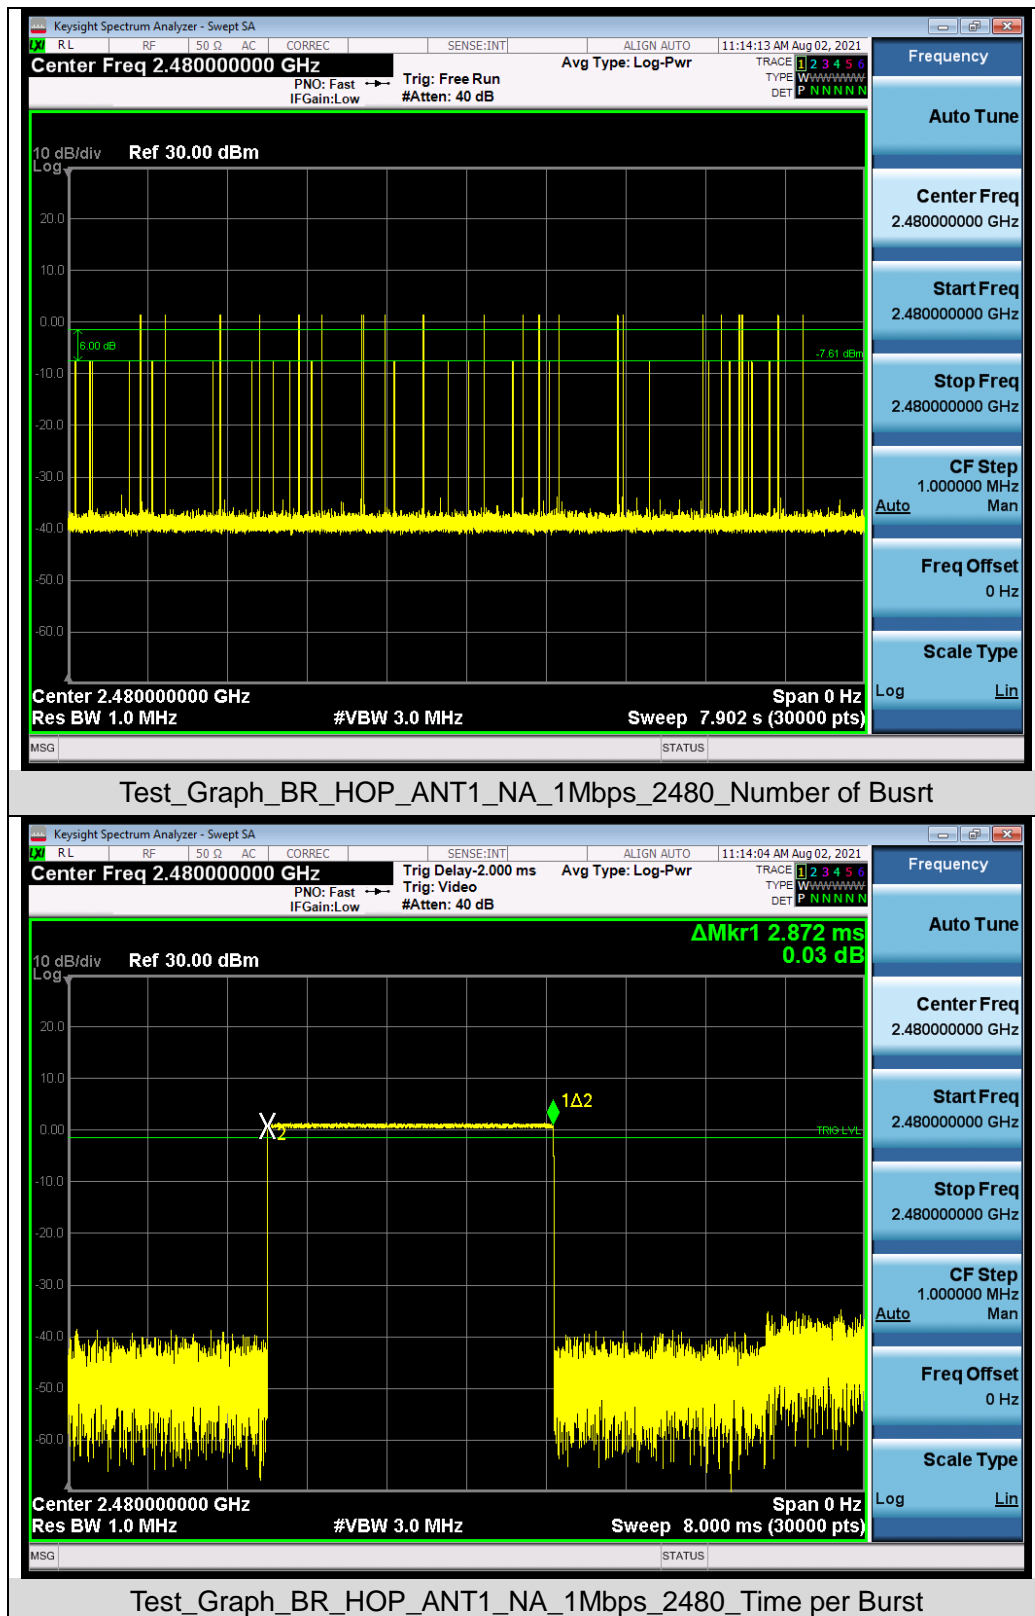 Keysight Spectrum Analyzer - Swept SA
LXI RL RF 50 Ω AC CORREC SENSE:INT ALIGN AUTO 11:14:13 AM Aug 02, 2021
Center Freq 2.480000000 GHz Avg Type: Log-Pwr TRACE 1 2 3 4 5 6
PNO: Fast Trig: Free Run TYPE WWWWWW
IFGain:Low #Atten: 40 dB DET P N N N N N
Frequency
Auto Tune
Center Freq
2.480000000 GHz
Start Freq
2.480000000 GHz
Stop Freq
2.480000000 GHz
CF Step
1.000000 MHz
Auto Man
Freq Offset
0 Hz
Scale Type
Log Lin
10 dB/div Ref 30.00 dBm
Log
20.0
10.0
0.00
6.00 dB
-7.61 dBm
-10.0
-20.0
-30.0
-40.0
-50.0
-60.0
Center 2.480000000 GHz Span 0 Hz
Res BW 1.0 MHz #VBW 3.0 MHz Sweep 7.902 s (30000 pts)
MSG STATUS
Test_Graph_BR_HOP_ANT1_NA_1Mbps_2480_Number of Busrt
Keysight Spectrum Analyzer - Swept SA
LXI RL RF 50 Ω AC CORREC SENSE:INT ALIGN AUTO 11:14:04 AM Aug 02, 2021
Center Freq 2.480000000 GHz Trig Delay-2.000 ms Avg Type: Log-Pwr TRACE 1 2 3 4 5 6
PNO: Fast Trig: Video TYPE WWWWWW
IFGain:Low #Atten: 40 dB DET P N N N N N
Frequency
Auto Tune
Center Freq
2.480000000 GHz
Start Freq
2.480000000 GHz
Stop Freq
2.480000000 GHz
CF Step
1.000000 MHz
Auto Man
Freq Offset
0 Hz
Scale Type
Log Lin
ΔMkr1 2.872 ms
0.03 dB
10 dB/div Ref 30.00 dBm
Log
20.0
10.0
1Δ2
0.00
2
TRIG LVL
-10.0
-20.0
-30.0
-40.0
-50.0
-60.0
Center 2.480000000 GHz Span 0 Hz
Res BW 1.0 MHz #VBW 3.0 MHz Sweep 8.000 ms (30000 pts)
MSG STATUS
Test_Graph_BR_HOP_ANT1_NA_1Mbps_2480_Time per Burst